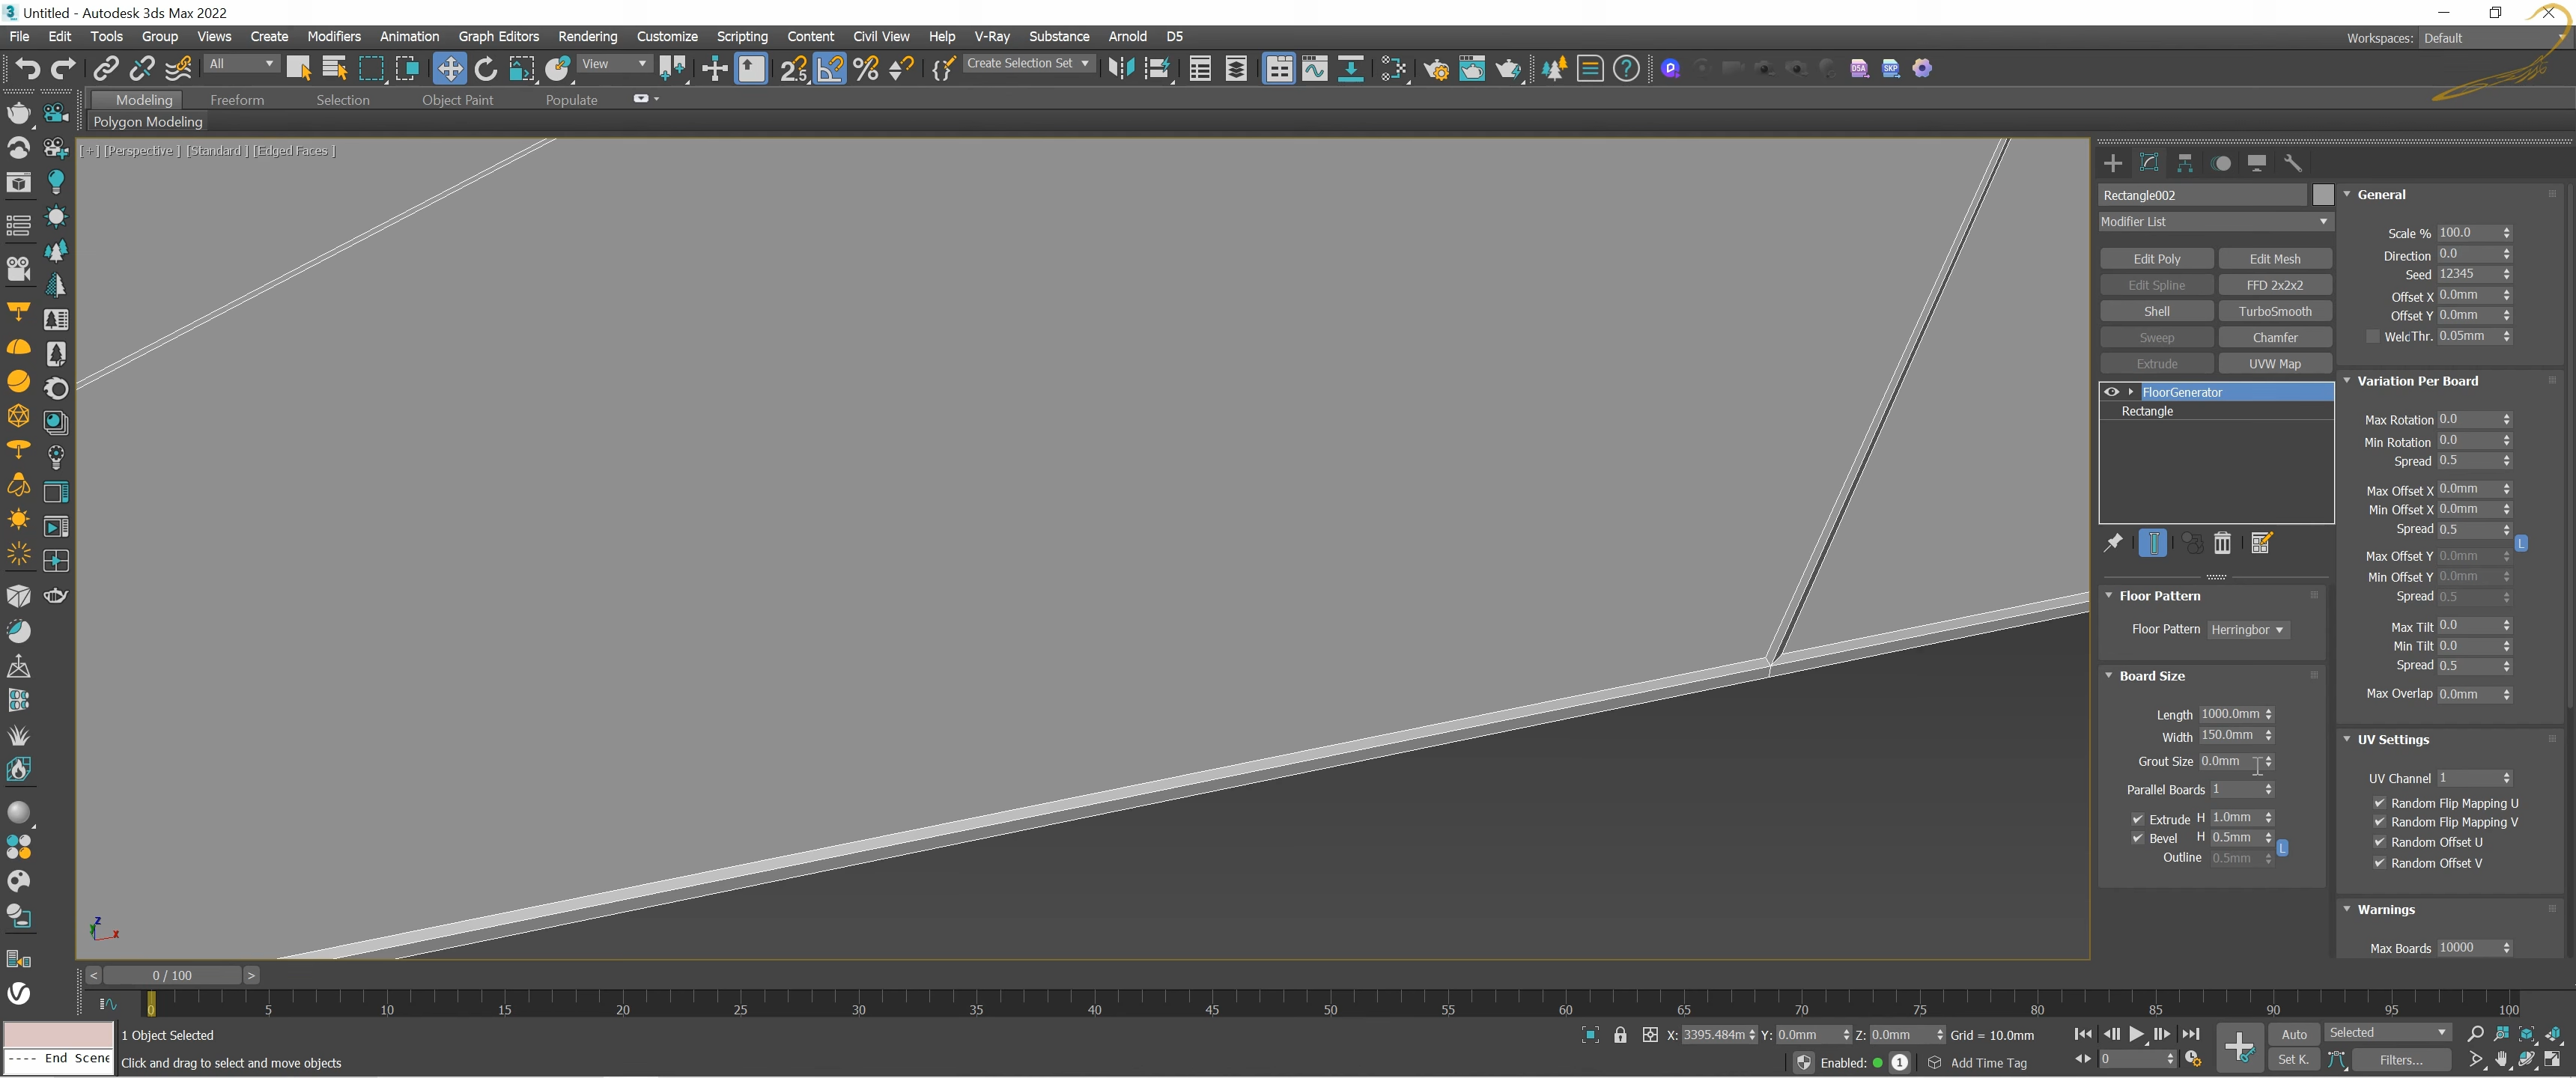 Untitled - Autodesk 3ds Max 2022
File Edit Tools Group Views Create Modifiers Animation Graph Editors Rendering Customize Scripting Content Civil View Help V-Ray Substance Arnold D5
Workspaces: Default
All View Create Selection Set
Modeling Freeform Selection Object Paint Populate
Polygon Modeling
[+] [Perspective ] [Standard ] [Edged Faces ]
Rectangle002
Modifier List
Edit Poly Edit Mesh
Edit Spline FFD 2x2x2
Shell TurboSmooth
Sweep Chamfer
Extrude UVW Map
FloorGenerator
Rectangle
Floor Pattern
Floor Pattern Herringbor
Board Size
Length 1000.0mm
Width 150.0mm
Grout Size 0.0mm
Parallel Boards 1
Extrude H 1.0mm
Bevel H 0.5mm
L
Outline 0.5mm
General
Scale % 100.0
Direction 0.0
Seed 12345
Offset X 0.0mm
Offset Y 0.0mm
WelcThr. 0.05mm
Variation Per Board
Max Rotation 0.0
Min Rotation 0.0
Spread 0.5
Max Offset X 0.0mm
Min Offset X 0.0mm
Spread 0.5
L
Max Offset Y 0.0mm
Min Offset Y 0.0mm
Spread 0.5
Max Tilt 0.0
Min Tilt 0.0
Spread 0.5
Max Overlap 0.0mm
UV Settings
UV Channel 1
Random Flip Mapping U
Random Flip Mapping V
Random Offset U
Random Offset V
Warnings
Max Boards 10000
z
x
< 0 / 100 >
0 5 10 15 20 25 30 35 40 45 50 55 60 65 70 75 80 85 90 95 100
1 Object Selected
X: 3395.484m Y: 0.0mm Z: 0.0mm Grid = 10.0mm
Auto Selected
---- End Scene
Click and drag to select and move objects
Enabled: 1 Add Time Tag
0
Set K. Filters...